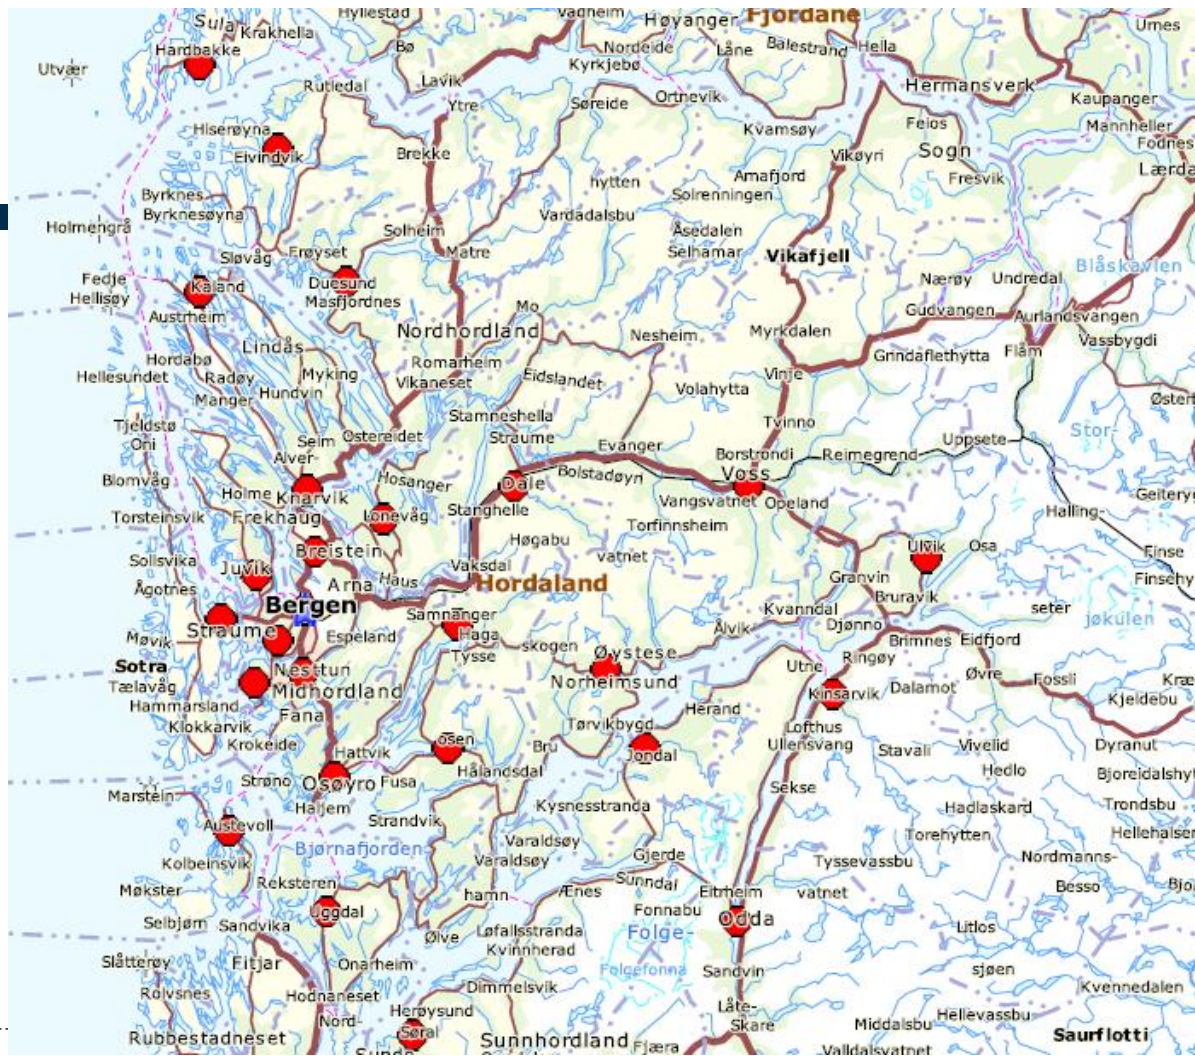 Sula
Krakhella
Hyllestad
Vadheim
Høyanger
Fjordane
Urnes
Hardbakke
Bø
Nordeide
Låne
Balestrand
Hella
Utvær
Rutledal
Lavik
Kyrkjebø
Hermansverk
Ytre
Søreide
Ortnevik
Kaupanger
Hiserøyna
Kvamsøy
Feios
Mannheller
Eivindvik
Brekke
Vikøyri
Sogn
Fodnes
Lærda
Byrknes
hytten
Arnafjord
Solrenningen
Fresvik
Byrknesøyna
Vardadalsbu
Holmengrå
Solheim
Åsedalen
Sløvåg
Frøyset
Matre
Selhamar
Vikafjell
Blåskavlen
Fedje
Kaland
Duesund
Nærøy
Undredal
Hellisøy
Masfjordnes
Mo
Gudvangen
Austrheim
Nordhordland
Nesheim
Myrkdalen
Aurlandsvangen
Lindås
Vassbygdi
Hordabø
Romarheim
Grindaflethytta
Flåm
Hellesundet
Radøy
Myking
Vikaneset
Eidslandet
Volahytta
Vinje
Manger
Hundvin
Østert
Tjeldstø
Stamneshella
Tvinno
Stor-
Oni
Seim
Ostereidet
Straume
Evanger
Uppsete
Alver-
Borstrondi
Reimegrend
Blomvåg
Holme
Knarvik
Hosanger
Dale
Bolstadøyri
Voss
Torsteinsvik
Frekhaug
Lonevåg
Stanghelle
Vangsvatnet
Opeland
Geiteryg
Halling-
Torfinnsheim
Breistein
Høgabu
Ulvik
Osa
Sollsvika
vatnet
Finse
Juvik
Arna
Haus
Vaksdal
Hordaland
Granvin
Finsehy
Ågotnes
Bergen
Bruravik
Samnanger
Kvanndal
seter
jøkulen
Straume
Espeland
Haga
Ålvik
Djønno
Møvik
skogen
Brimnes
Eidfjord
Sotra
Nesttun
Tysse
Øystese
Utne
Ringøy
Tælavåg
Midhordland
Norheimsund
Kinsarvik
Dalamot
Øvre
Fossli
Kræ
Hammarsland
Fana
Herand
Kjeldebu
Klokkarvik
Tørvikbygd
Lofthus
Krokeide
Hattvik
osen
Bru
Jondal
Ullensvang
Stavali
Vivelid
Dyranut
Strøno
Osøyro
Fusa
Hålandsdal
Hedlo
Bjoreidalshyt
Marstein
Haljem
Sekse
Kysnesstranda
Hadlaskard
Trondsbu
Austevoll
Strandvik
Torehytten
Hellehalsen
Bjørnafjorden
Varaldsøy
Kolbeinsvik
Varaldsøy
Gjerde
Tyssevassbu
Nordmanns-
Reksteren
Sunndal
Møkster
hamn
Ænes
Eitrheim
vatnet
Besso
Bjo
Uggdal
Fonnabu
Odda
Selbjørn
Sandvika
Ølve
Løfallsstranda
Folge-
Litlos
Kvinnherad
Slåtterøy
Fitjar
Onarheim
Folgefonna
Sandvin
sjøen
Rolvsnes
Dimmelsvik
Kvennedalen
Hodnaneset
Herøysund
Låte-
Hellevassbu
Nord-
Skare
Middalsbu
Rubbestadneset
Søral
Sunnhordland
Fjæra
Saurflotti
Valldalsvatnet